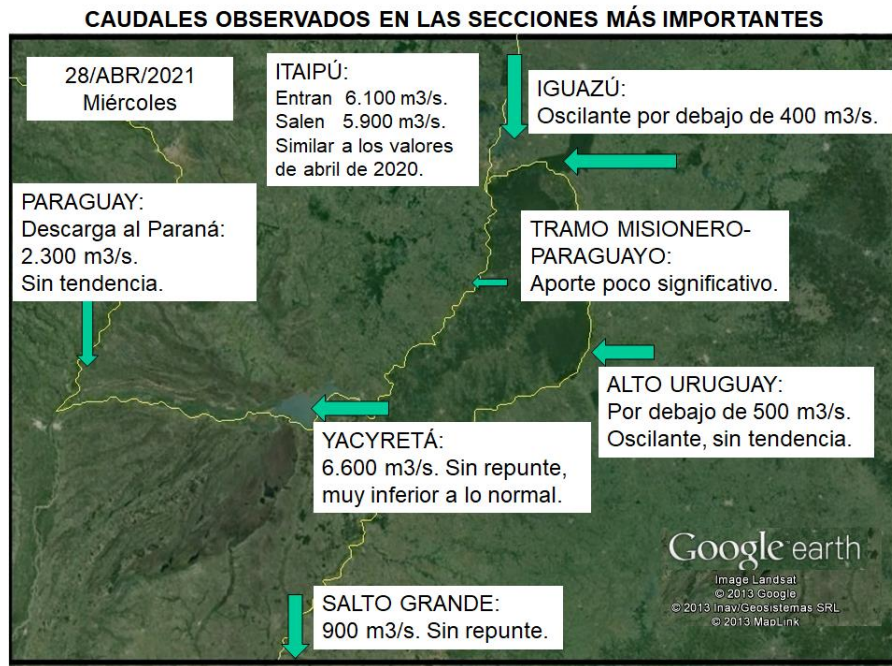 CAUDALES OBSERVADOS EN LAS SECCIONES MÁS IMPORTANTES
28/ABR/2021
Miércoles
ITAIPÚ:
Entran 6.100 m3/s.
Salen 5.900 m3/s.
Similar a los valores
de abril de 2020.
IGUAZÚ:
Oscilante por debajo de 400 m3/s.
PARAGUAY:
Descarga al Paraná:
2.300 m3/s.
Sin tendencia.
TRAMO MISIONERO-
PARAGUAYO:
Aporte poco significativo.
ALTO URUGUAY:
Por debajo de 500 m3/s.
Oscilante, sin tendencia.
YACYRETÁ:
6.600 m3/s. Sin repunte,
muy inferior a lo normal.
SALTO GRANDE:
900 m3/s. Sin repunte.
Google earth
Image Landsat
© 2013 Google
© 2013 Inav/Geosistemas SRL
© 2013 MapLink